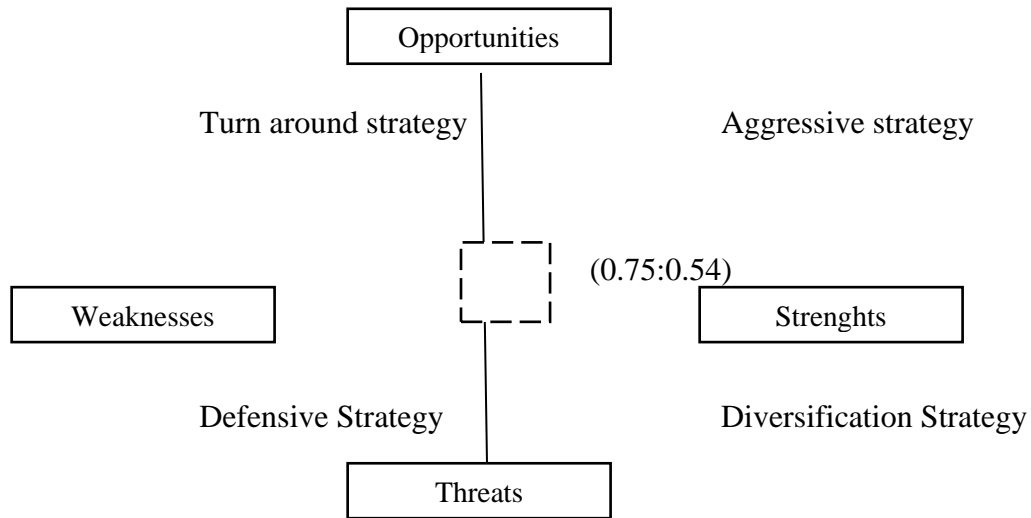 Opportunities
Turn around strategy
Aggressive strategy
(0.75:0.54)
Weaknesses
Strenghts
Defensive Strategy
Diversification Strategy
Threats